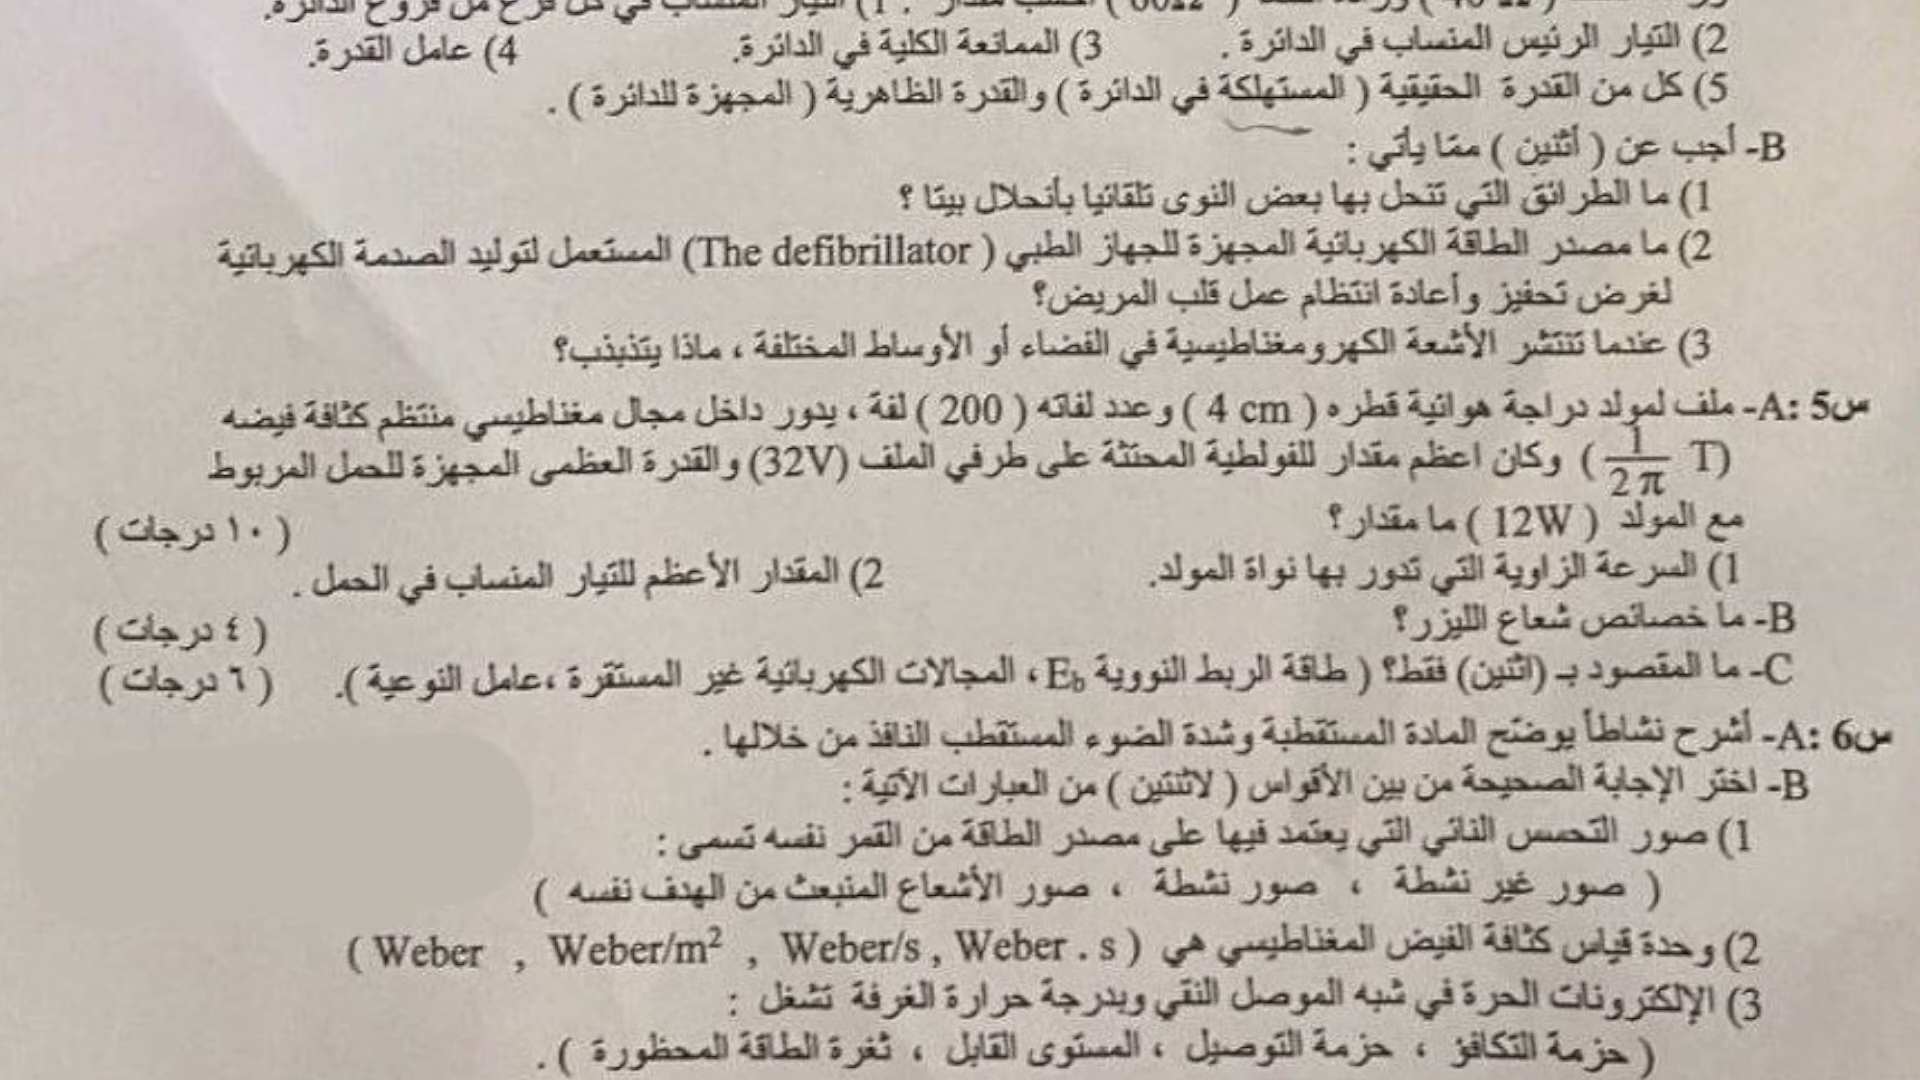 2) التيار الرئيس المنساب في الدائرة . 3) الممانعة الكلية في الدائرة. 4) عامل القدرة.
5) كل من القدرة الحقيقية ( المستهلكة في الدائرة ) والقدرة الظاهرية ( المجهزة للدائرة ) .
B- أجب عن ( أثنين ) ممّا يأتي :
1) ما الطرائق التي تنحل بها بعض النوى تلقائيا بأنحلال بيتا ؟
2) ما مصدر الطاقة الكهربائية المجهزة للجهاز الطبي ( The defibrillator) المستعمل لتوليد الصدمة الكهربائية
لغرض تحفيز وأعادة انتظام عمل قلب المريض؟
3) عندما تنتشر الأشعة الكهرومغناطيسية في الفضاء أو الأوساط المختلفة ، ماذا يتذبذب؟
س5 :A- ملف لمولد دراجة هوائية قطره ( 4 cm ) وعدد لفاته ( 200 ) لفة ، يدور داخل مجال مغناطيسي منتظم كثافة فيضه
(1/2π T) وكان اعظم مقدار للفولطية المحتثة على طرفي الملف (32V) والقدرة العظمى المجهزة للحمل المربوط
مع المولد ( 12W ) ما مقدار؟ ( ١٠ درجات )
1) السرعة الزاوية التي تدور بها نواة المولد. 2) المقدار الأعظم للتيار المنساب في الحمل .
B- ما خصائص شعاع الليزر؟ ( ٤ درجات )
C- ما المقصود بـ (اثنين) فقط؟ ( طاقة الربط النووية Eb ، المجالات الكهربائية غير المستقرة ،عامل النوعية ). ( ٦ درجات )
س6 :A- أشرح نشاطاً يوضّح المادة المستقطبة وشدة الضوء المستقطب النافذ من خلالها .
B- اختر الإجابة الصحيحة من بين الأقواس ( لاثنتين ) من العبارات الآتية :
1) صور التحسس النائي التي يعتمد فيها على مصدر الطاقة من القمر نفسه تسمى :
( صور غير نشطة ، صور نشطة ، صور الأشعاع المنبعث من الهدف نفسه )
2) وحدة قياس كثافة الفيض المغناطيسي هي ( Weber , Weber/m² , Weber/s , Weber . s )
3) الإلكترونات الحرة في شبه الموصل النقي وبدرجة حرارة الغرفة تشغل :
( حزمة التكافؤ ، حزمة التوصيل ، المستوى القابل ، ثغرة الطاقة المحظورة ) .